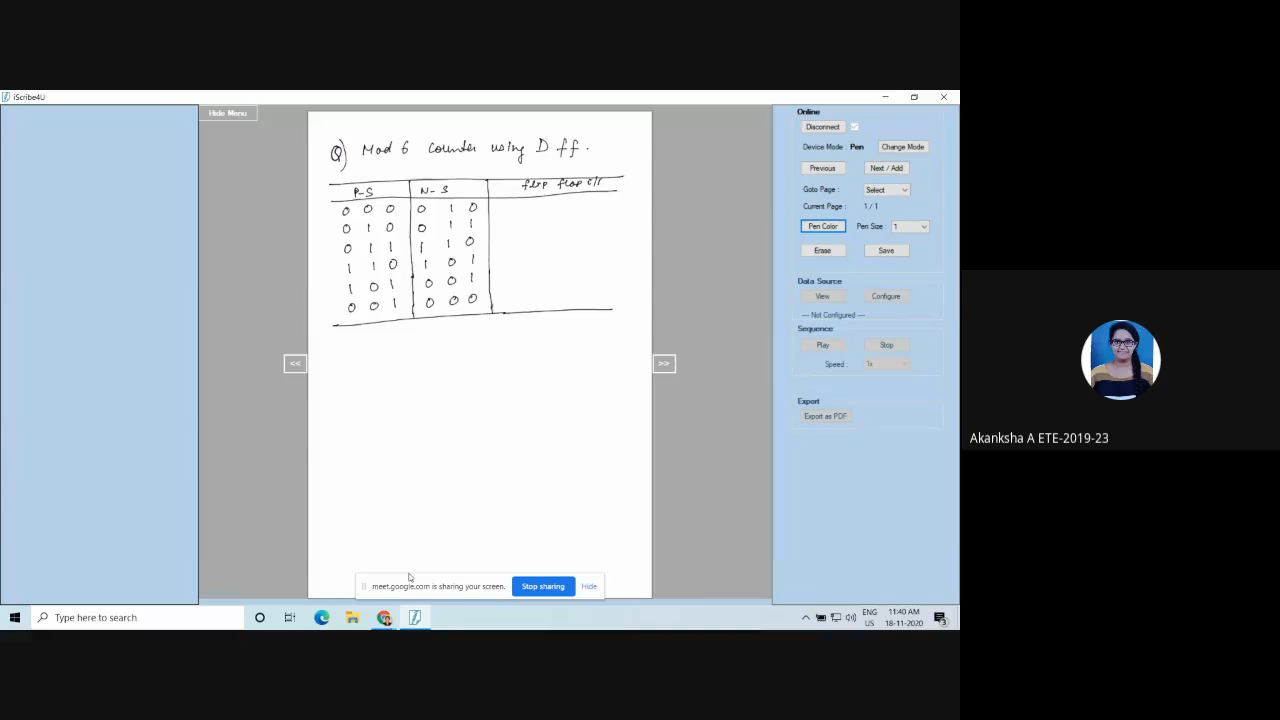 iScribe4U
Hide Menu
Q) Mod 6 counter using D ff.
P-S N-S flip flop i/p
0 0 0 0 1 0
0 1 0 0 1 1
0 1 1 1 1 0
1 1 0 1 0 1
1 0 1 0 0 1
0 0 1 0 0 0
<<
>>
Online
Disconnect
Device Mode : Pen Change Mode
Previous Next / Add
Goto Page : Select
Current Page : 1 / 1
Pen Color Pen Size : 1
Erase Save
Data Source
View Configure
--- Not Configured ---
Sequence
Play Stop
Speed : 1x
Export
Export as PDF
Akanksha A ETE-2019-23
meet.google.com is sharing your screen. Stop sharing Hide
Type here to search
ENG
US
11:40 AM
18-11-2020
3